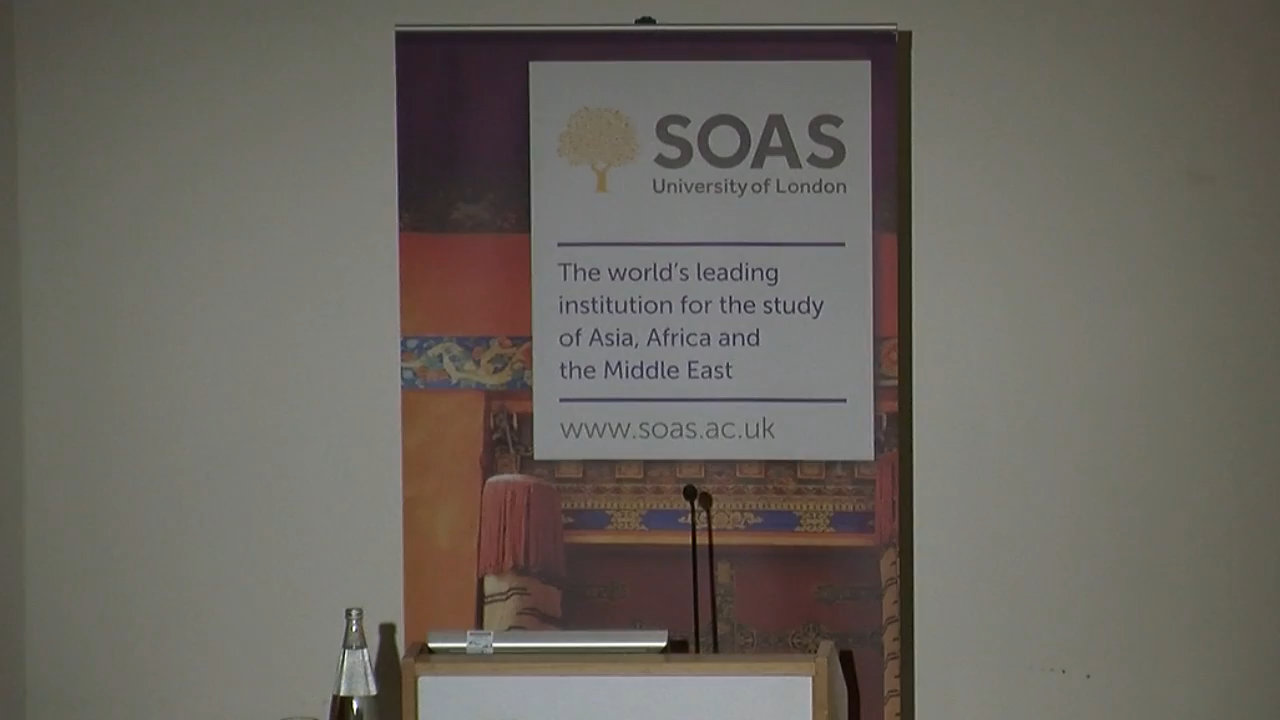 SOAS
University of London
The world's leading
institution for the study
of Asia, Africa and
the Middle East
www.soas.ac.uk